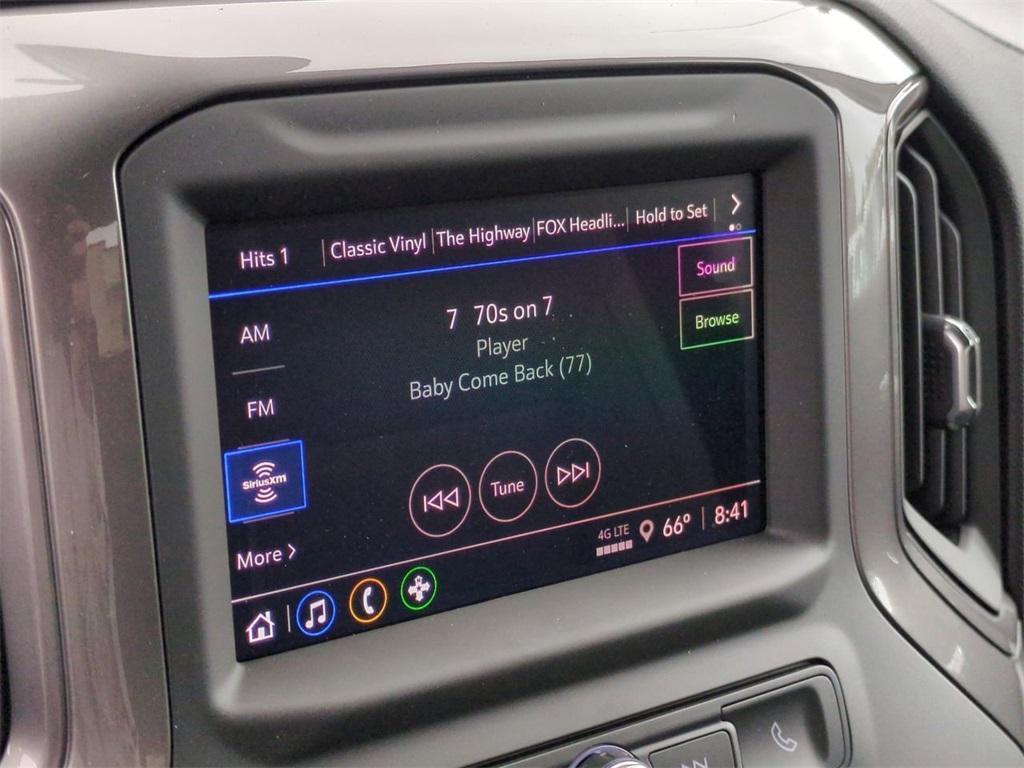 Hits 1 Classic Vinyl The Highway FOX Headli... Hold to Set
Sound
AM
7 70s on 7
Browse
Player
Baby Come Back (77)
FM
SiriusXM
Tune
More
4G LTE 66° 8:41